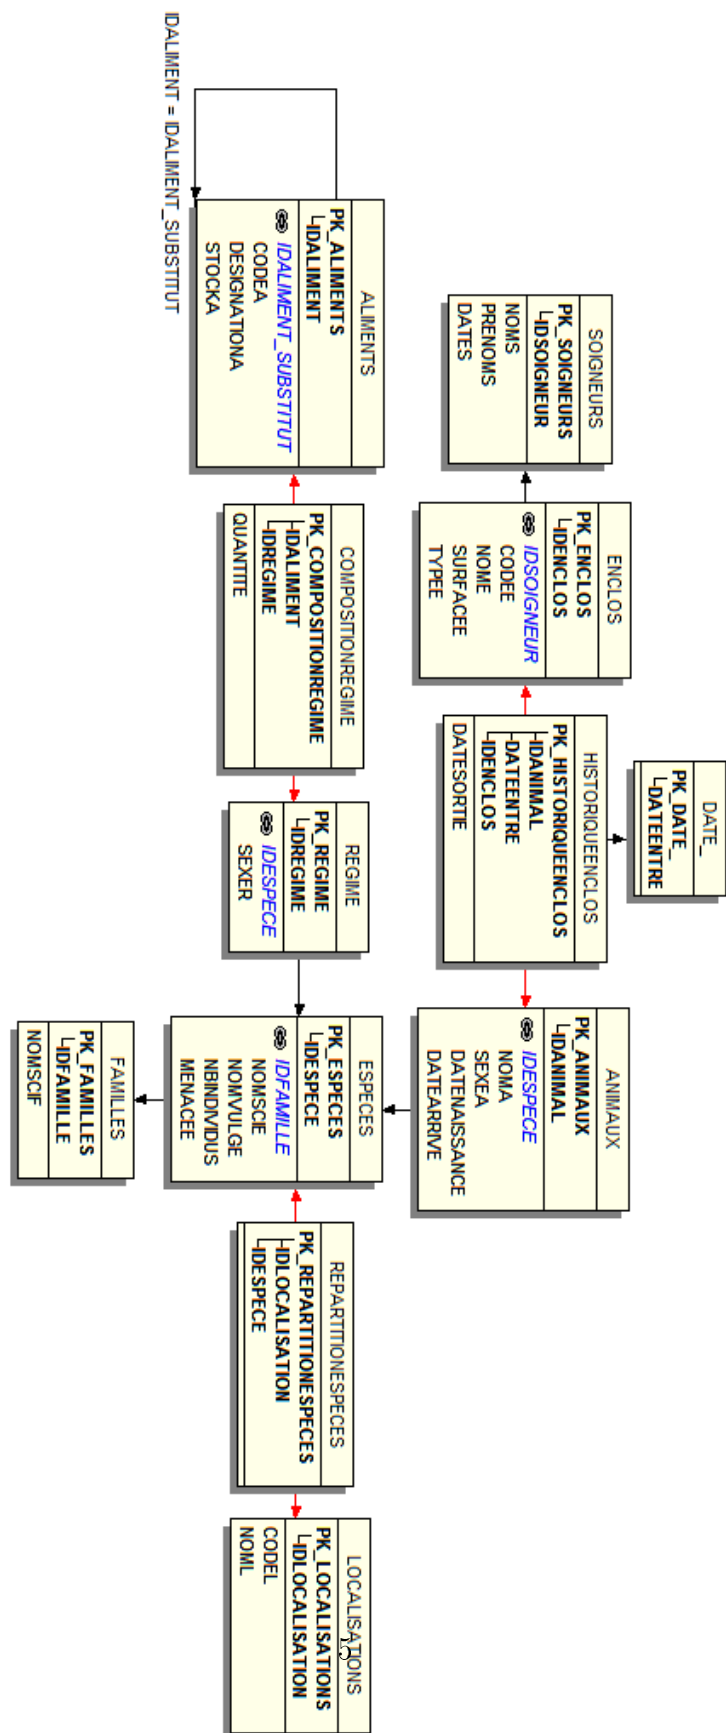 DATE_
PK_DATE_
DATEENTRE
SOIGNEURS
PK_SOIGNEURS
IDSOIGNEUR
NOMS
PRENOMS
DATES
ENCLOS
PK_ENCLOS
IDENCLOS
IDSOIGNEUR
CODEE
NOME
SURFACEE
TYPEE
HISTORIQUEENCLOS
PK_HISTORIQUEENCLOS
IDANIMAL
DATEENTRE
IDENCLOS
DATESORTIE
ANIMAUX
PK_ANIMAUX
IDANIMAL
IDESPECE
NOMA
SEXEA
DATENAISSANCE
DATEARRIVE
ALIMENTS
PK_ALIMENTS
IDALIMENT
IDALIMENT_SUBSTITUT
CODEA
DESIGNATIONA
STOCKA
IDALIMENT = IDALIMENT_SUBSTITUT
COMPOSITIONREGIME
PK_COMPOSITIONREGIME
IDALIMENT
IDREGIME
QUANTITE
REGIME
PK_REGIME
IDREGIME
IDESPECE
SEXER
ESPECES
PK_ESPECES
IDESPECE
IDFAMILLE
NOMSCIE
NOMVULGE
NBINDIVIDUS
MENACEE
REPARTITIONESPECES
PK_REPARTITIONESPECES
IDLOCALISATION
IDESPECE
LOCALISATIONS
PK_LOCALISATIONS
IDLOCALISATION
CODEL
NOML
FAMILLES
PK_FAMILLES
IDFAMILLE
NOMSCIF
5